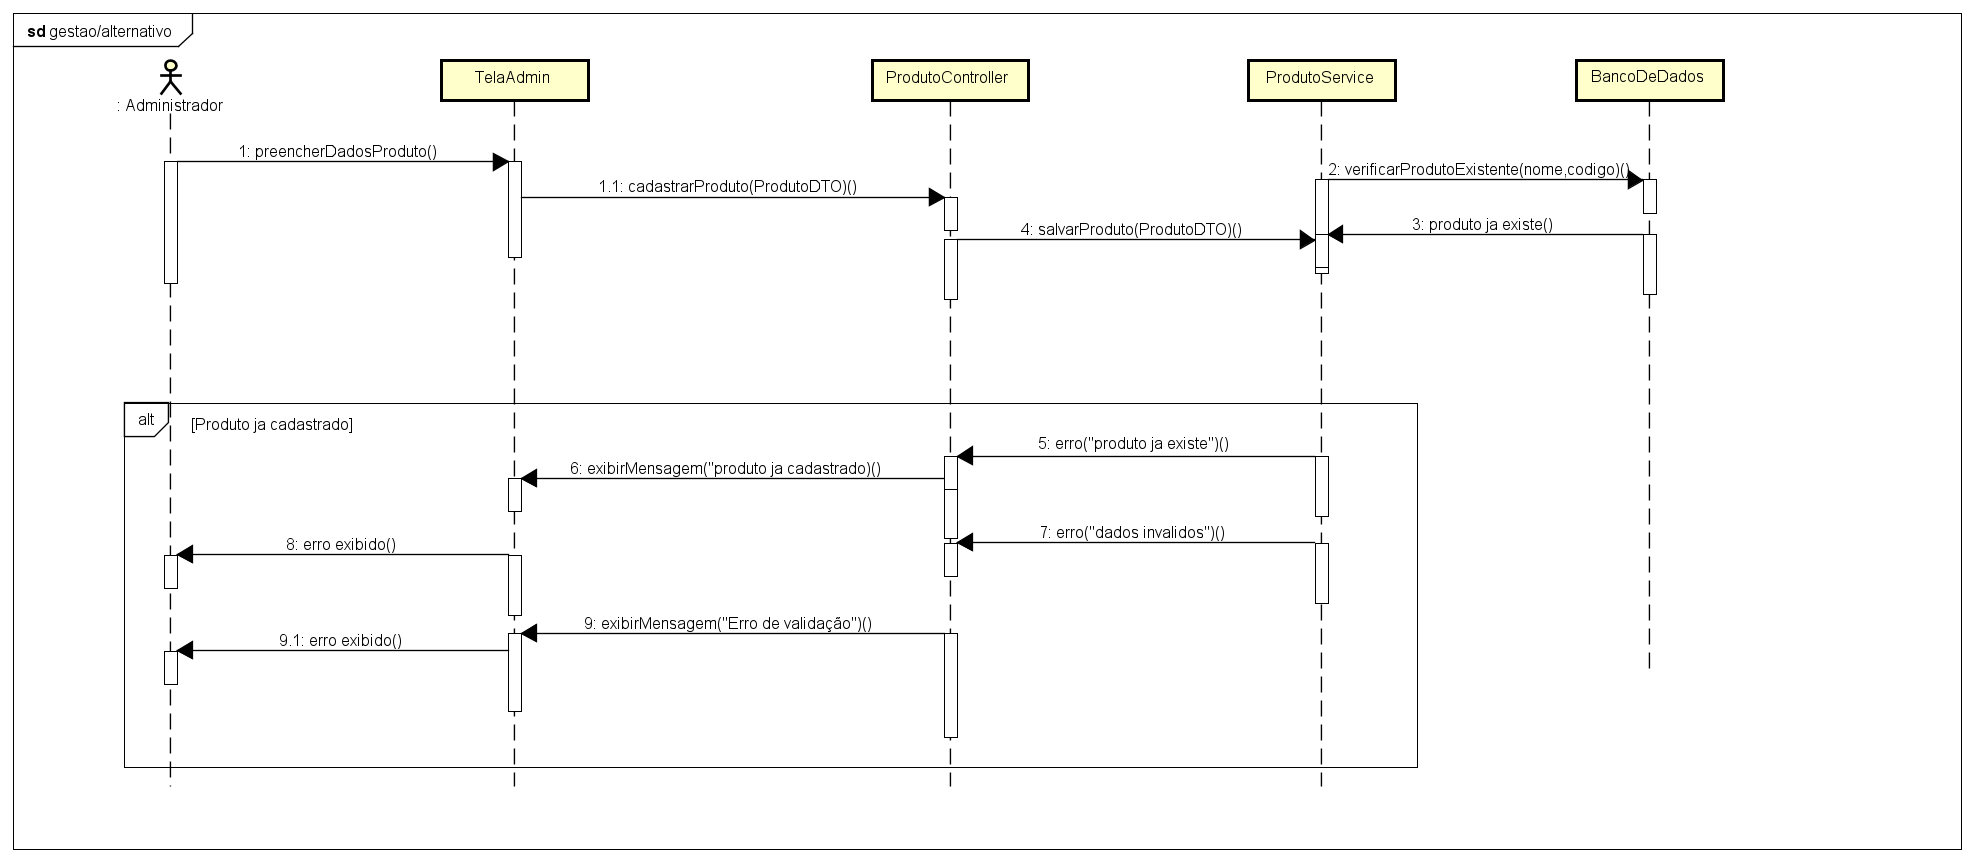 sd gestao/alternativo
: Administrador
TelaAdmin
ProdutoController
ProdutoService
BancoDeDados
1: preencherDadosProduto()
2: verificarProdutoExistente(nome,codigo)()
1.1: cadastrarProduto(ProdutoDTO)()
3: produto ja existe()
4: salvarProduto(ProdutoDTO)()
alt
[Produto ja cadastrado]
5: erro("produto ja existe")()
6: exibirMensagem("produto ja cadastrado)()
7: erro("dados invalidos")()
8: erro exibido()
9: exibirMensagem("Erro de validação")()
9.1: erro exibido()